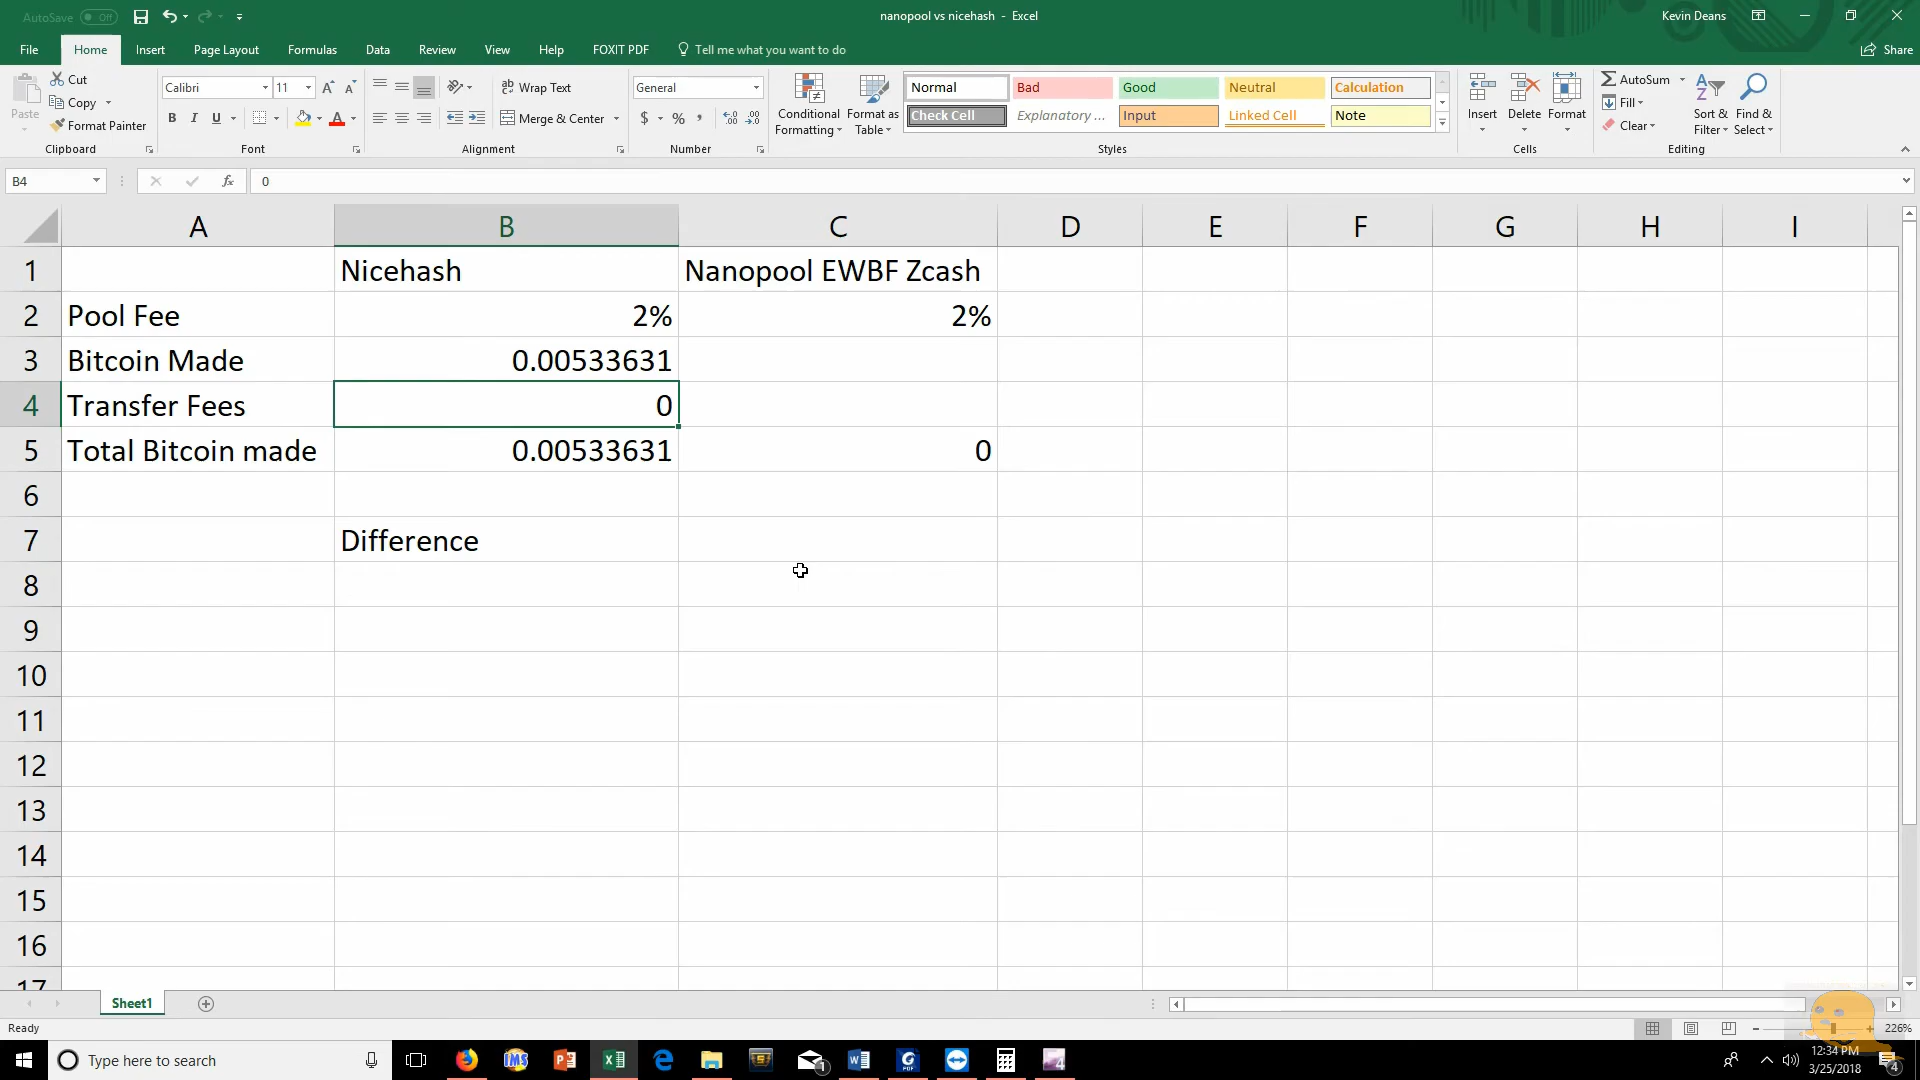 AutoSave Off
nanopool vs nicehash - Excel
Kevin Deans
File Home Insert Page Layout Formulas Data Review View Help FOXIT PDF Tell me what you want to do Share
Paste
Cut
Copy
Format Painter
Clipboard
Calibri 11
B I U
Font
Wrap Text
Merge & Center
Alignment
General
$ % ,
Number
Conditional
Formatting
Format as
Table
Normal Bad Good Neutral Calculation
Check Cell Explanatory ... Input Linked Cell Note
Styles
Insert Delete Format
Cells
AutoSum
Fill
Clear
Sort &
Filter
Find &
Select
Editing
B4 fx 0
A B C D E F G H I
1 Nicehash Nanopool EWBF Zcash
2 Pool Fee 2% 2%
3 Bitcoin Made 0.00533631
4 Transfer Fees 0
5 Total Bitcoin made 0.00533631 0
6
7 Difference
8
9
10
11
12
13
14
15
16
17
Sheet1
Ready
226%
Type here to search
12:34 PM
3/25/2018